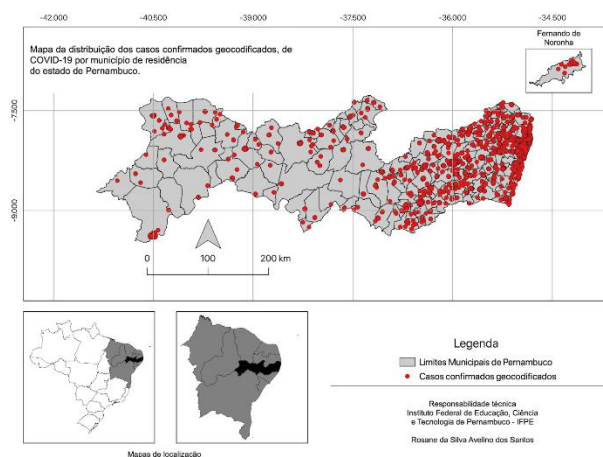 -42.000
-40.500
-39.000
-37.500
-36.000
-34.500
Mapa da distribuição dos casos confirmados geocodificados, de
COVID-19 por município de residência
do estado de Pernambuco.
Fernando de
Noronha
-7.500
-9.000
0 100 200 km
Legenda
Limites Municipais de Pernambuco
Casos confirmados geocodificados
Responsabilidade técnica
Instituto Federal de Educação, Ciência
e Tecnologia de Pernambuco - IFPE
Rosane da Silva Avelino dos Santos
Mapas de localização